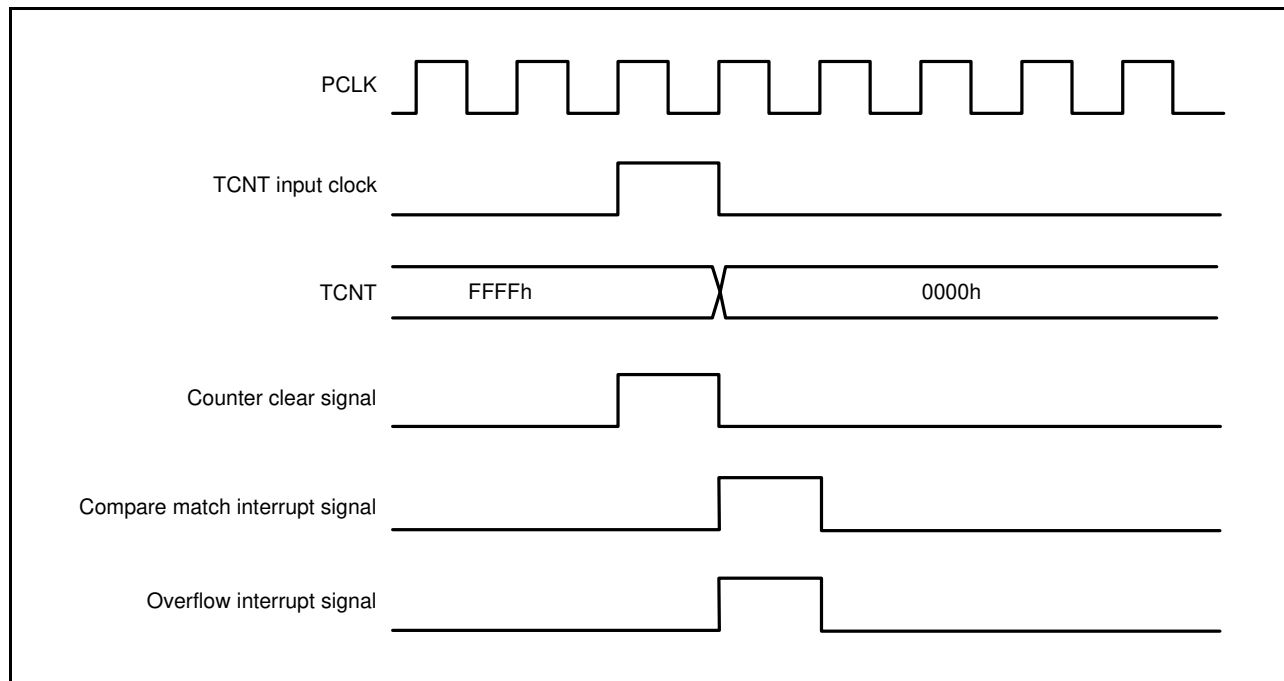 PCLK
TCNT input clock
TCNT
FFFFh
0000h
Counter clear signal
Compare match interrupt signal
Overflow interrupt signal